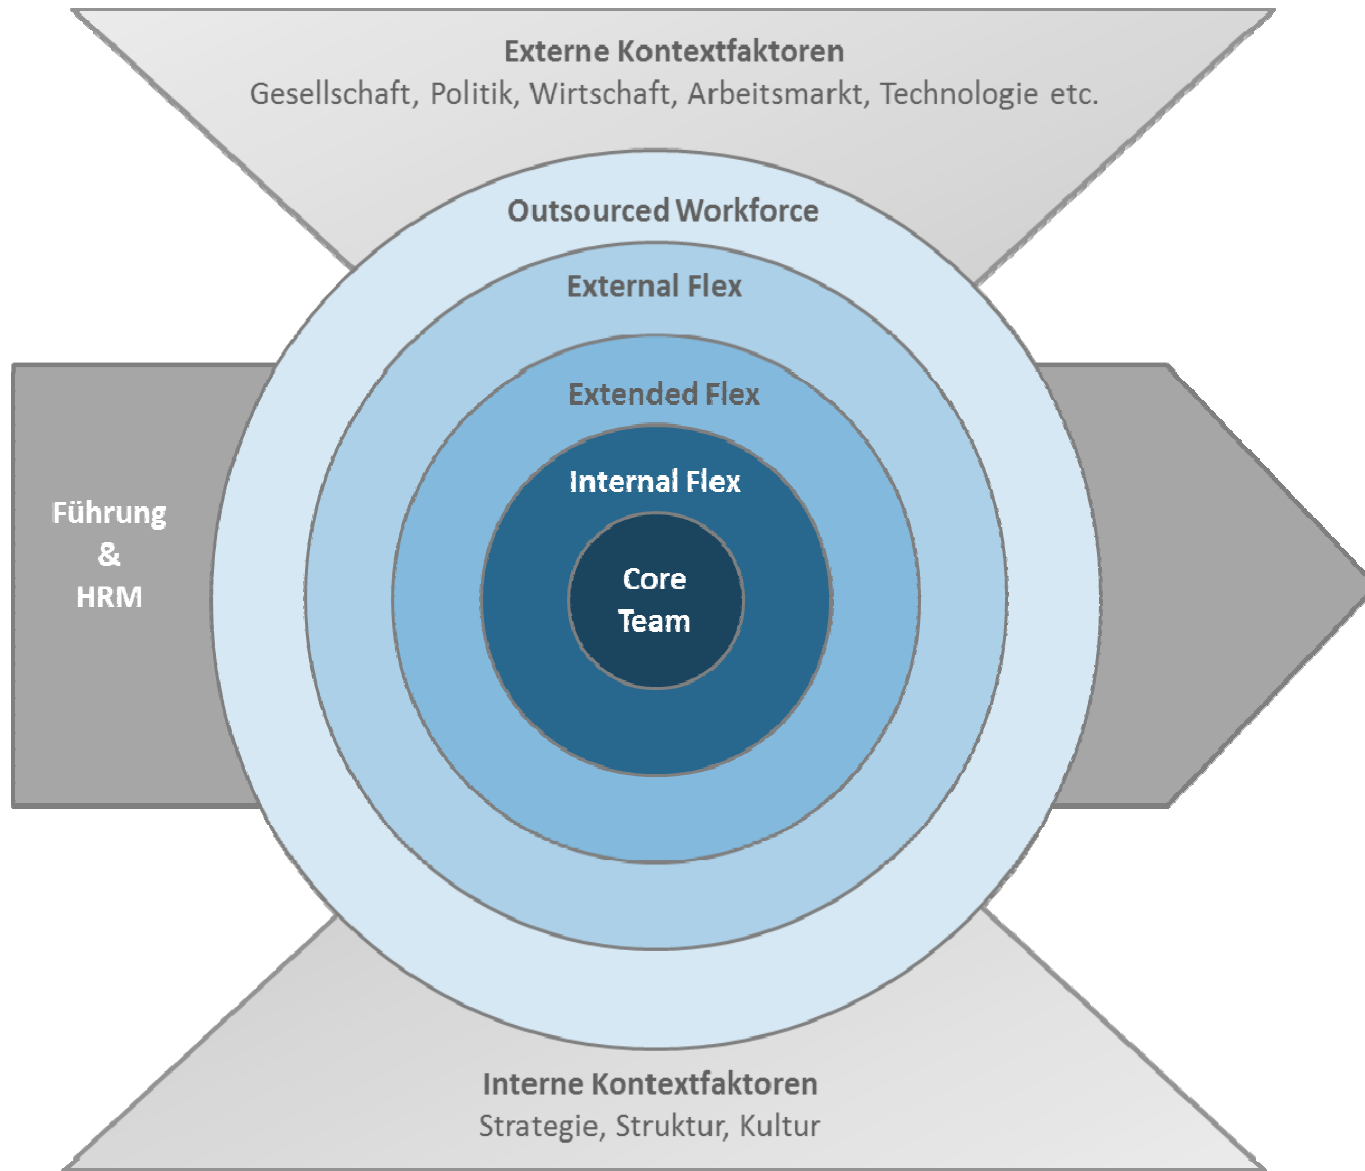 Externe Kontextfaktoren
Gesellschaft, Politik, Wirtschaft, Arbeitsmarkt, Technologie etc.
Outsourced Workforce
External Flex
Extended Flex
Internal Flex
Core
Team
Führung
&
HRM
Interne Kontextfaktoren
Strategie, Struktur, Kultur